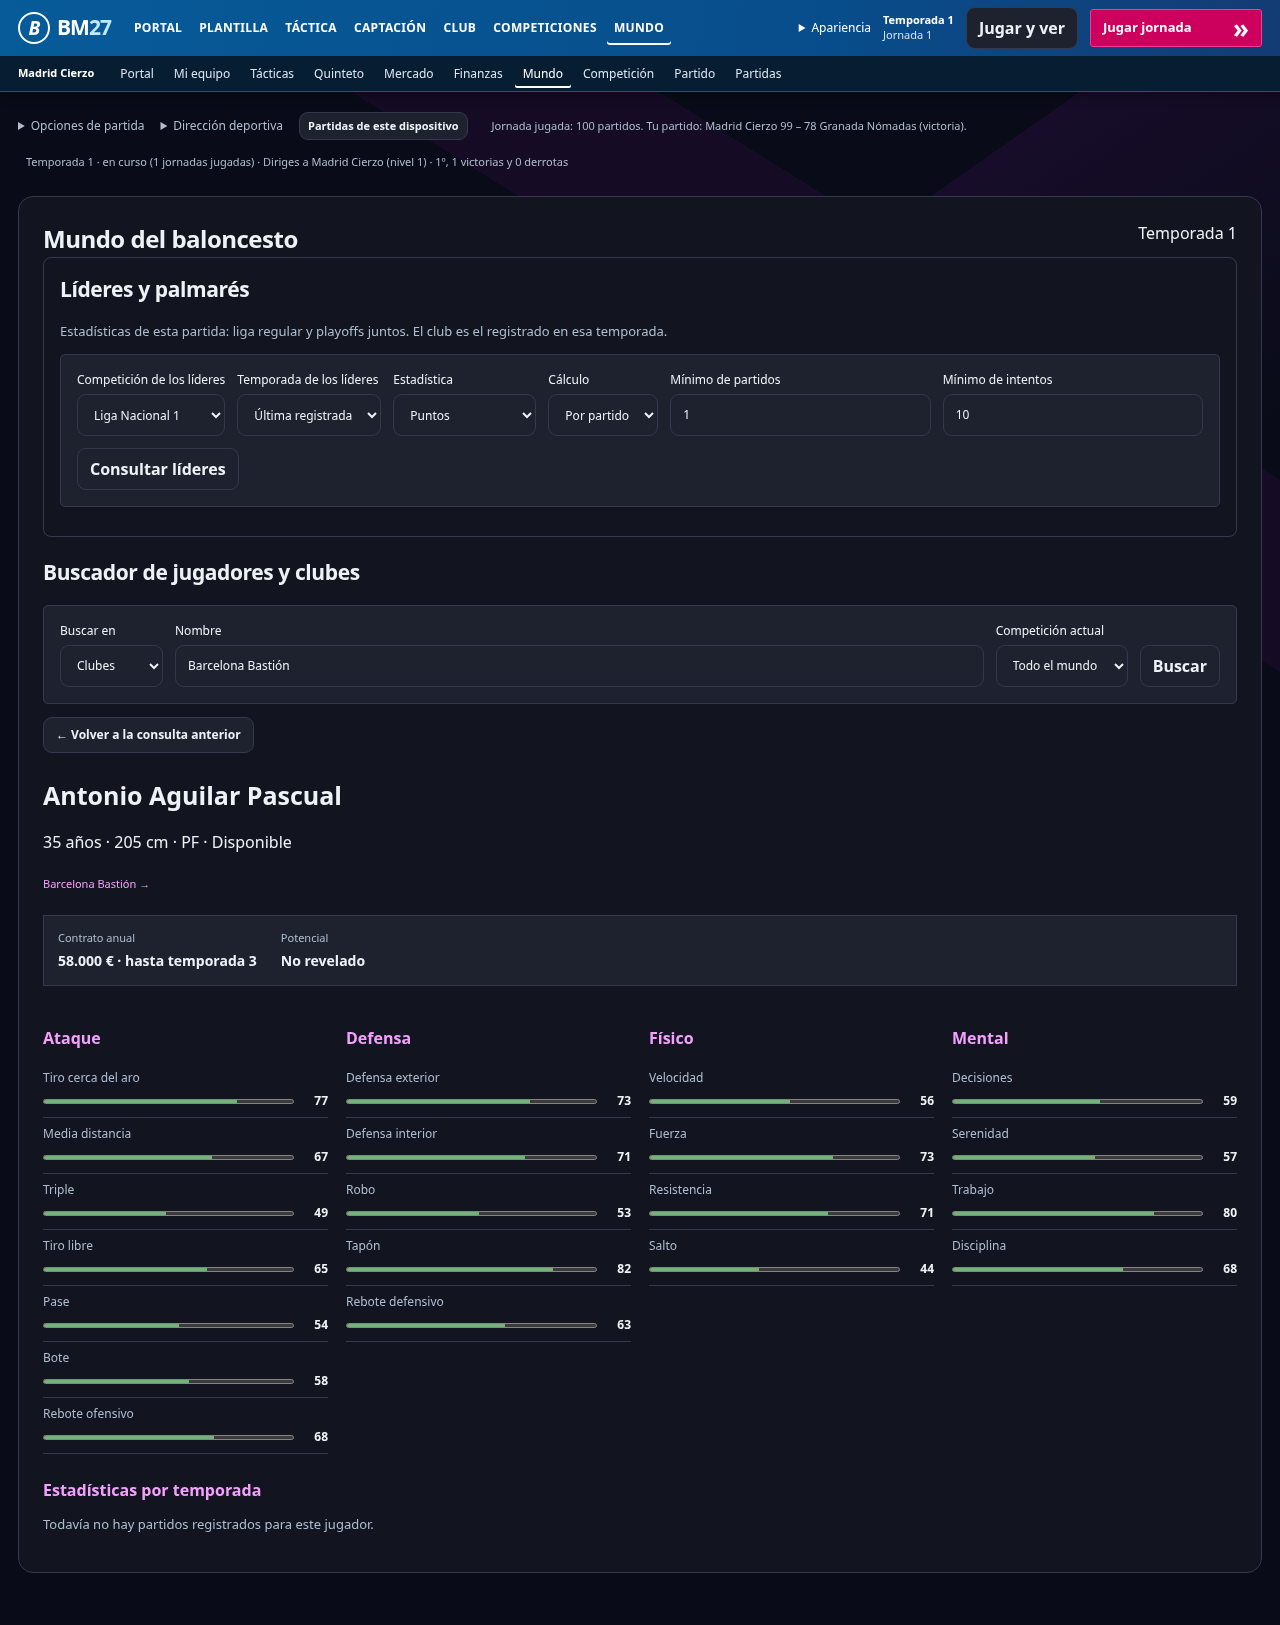 B BM27 PORTAL PLANTILLA TÁCTICA CAPTACIÓN CLUB COMPETICIONES MUNDO ▶ Apariencia Temporada 1 Jornada 1 Jugar y ver Jugar jornada »
Madrid Cierzo Portal Mi equipo Tácticas Quinteto Mercado Finanzas Mundo Competición Partido Partidas
▶ Opciones de partida ▶ Dirección deportiva Partidas de este dispositivo Jornada jugada: 100 partidos. Tu partido: Madrid Cierzo 99 – 78 Granada Nómadas (victoria).
Temporada 1 · en curso (1 jornadas jugadas) · Diriges a Madrid Cierzo (nivel 1) · 1º, 1 victorias y 0 derrotas
Mundo del baloncesto Temporada 1
Líderes y palmarés
Estadísticas de esta partida: liga regular y playoffs juntos. El club es el registrado en esa temporada.
Competición de los líderes Temporada de los líderes Estadística Cálculo Mínimo de partidos Mínimo de intentos
Liga Nacional 1 Última registrada Puntos Por partido 1 10
Consultar líderes
Buscador de jugadores y clubes
Buscar en Nombre Competición actual
Clubes Barcelona Bastión Todo el mundo Buscar
← Volver a la consulta anterior
Antonio Aguilar Pascual
35 años · 205 cm · PF · Disponible
Barcelona Bastión →
Contrato anual Potencial
58.000 € · hasta temporada 3 No revelado
Ataque Defensa Físico Mental
Tiro cerca del aro Defensa exterior Velocidad Decisiones
77 73 56 59
Media distancia Defensa interior Fuerza Serenidad
67 71 73 57
Triple Robo Resistencia Trabajo
49 53 71 80
Tiro libre Tapón Salto Disciplina
65 82 44 68
Pase Rebote defensivo
54 63
Bote
58
Rebote ofensivo
68
Estadísticas por temporada
Todavía no hay partidos registrados para este jugador.